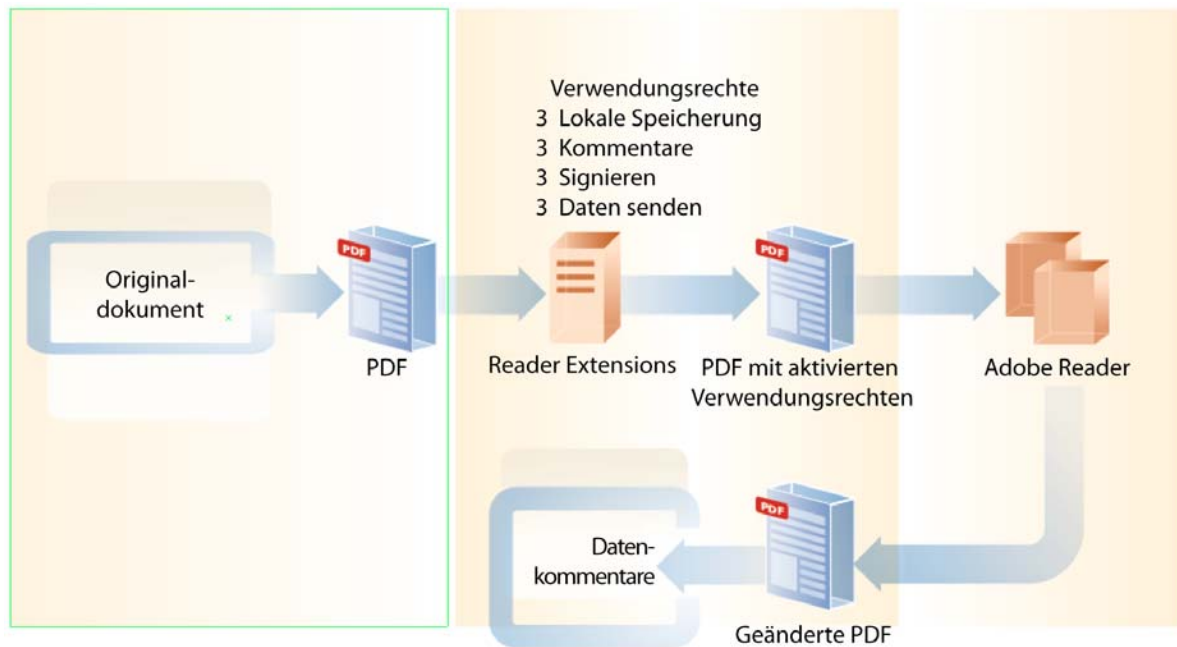 Verwendungsrechte
3 Lokale Speicherung
3 Kommentare
3 Signieren
3 Daten senden
Original-
dokument
PDF
PDF
Reader Extensions
PDF
PDF mit aktivierten
Verwendungsrechten
Adobe Reader
Daten-
kommentare
PDF
Geänderte PDF